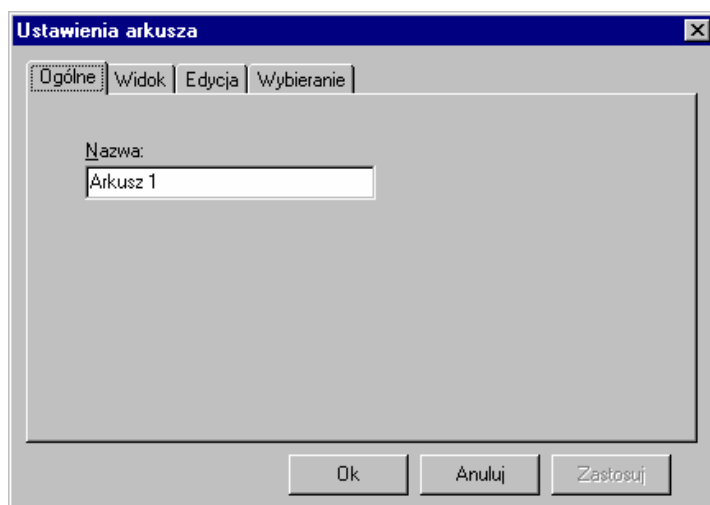 Ustawienia arkusza
Ogólne Widok Edycja Wybieranie
Nazwa:
Arkusz 1
Ok Anuluj Zastosuj